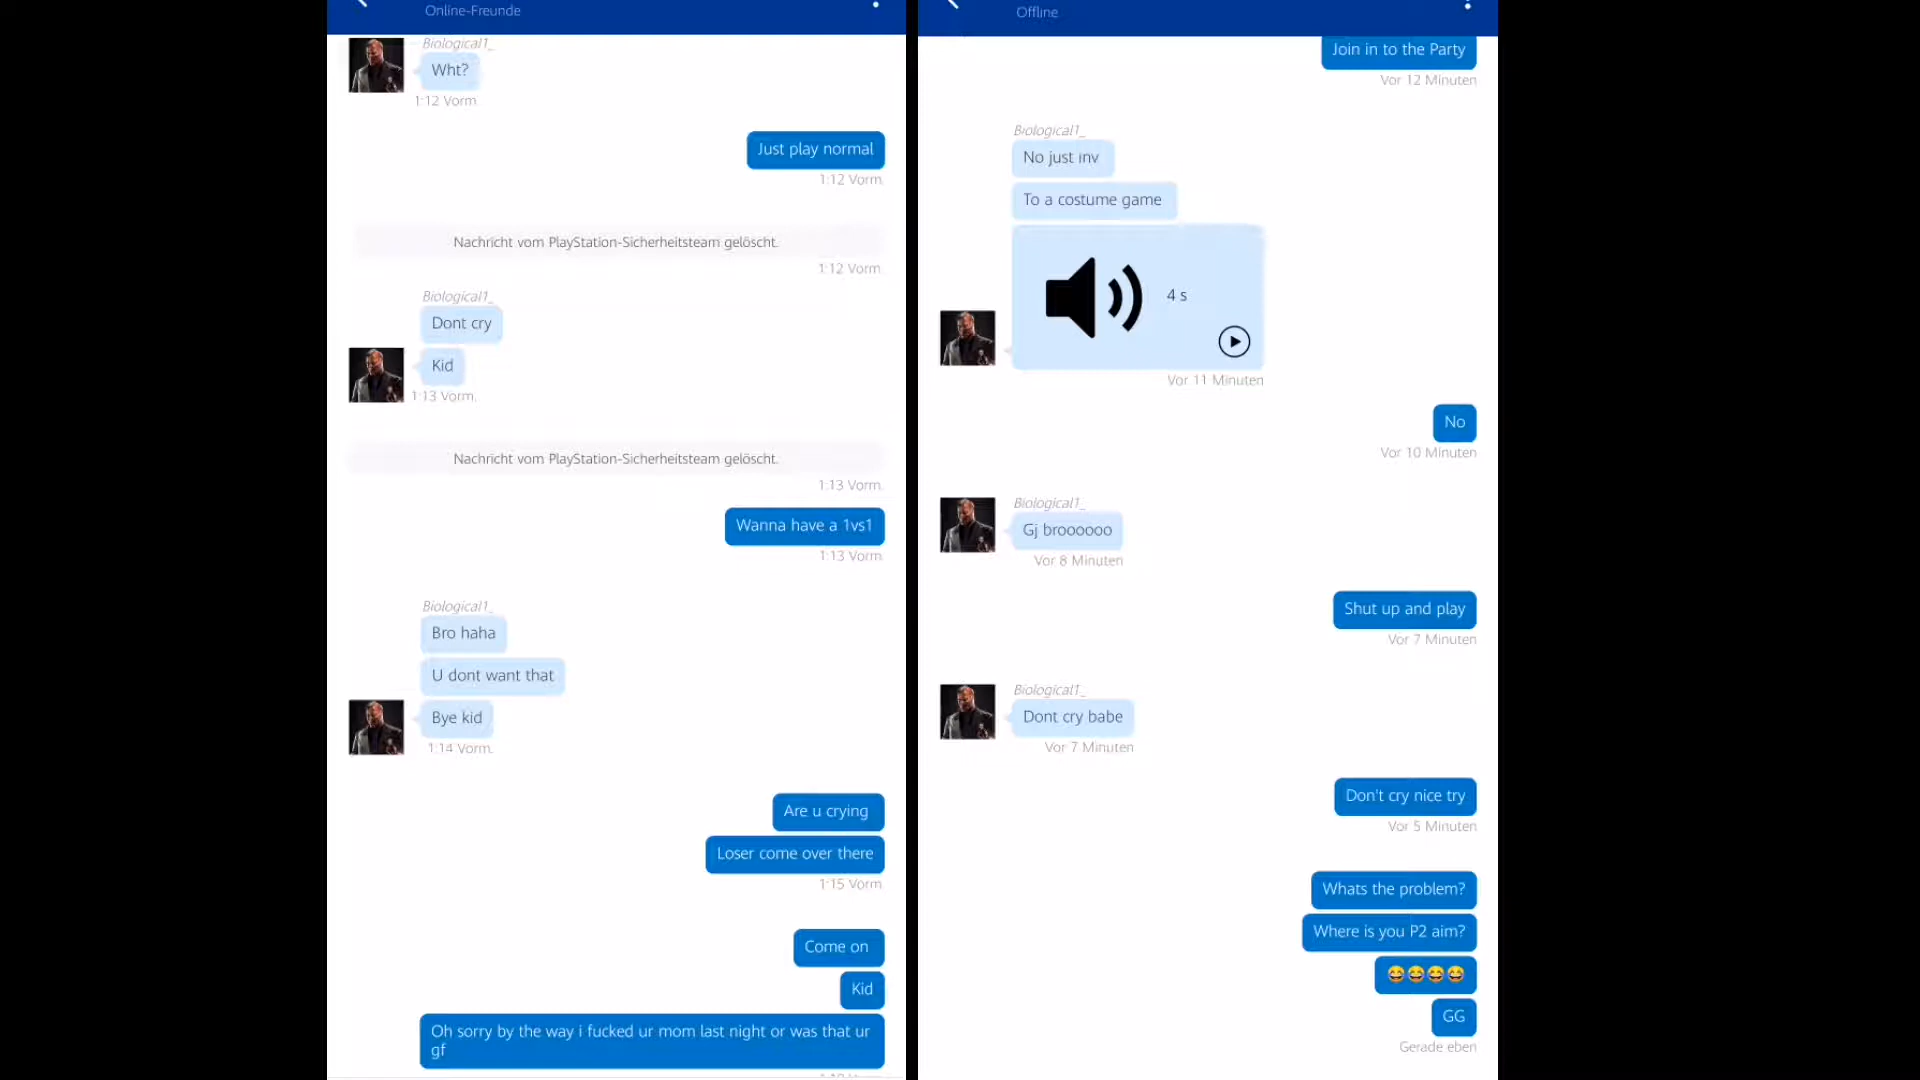 Online-Freunde
Biological1_
Wht?
1:12 Vorm
Just play normal
1:12 Vorm.
Nachricht vom PlayStation-Sicherheitsteam gelöscht.
1:12 Vorm.
Biological1_
Dont cry
Kid
1:13 Vorm.
Nachricht vom PlayStation-Sicherheitsteam gelöscht.
1:13 Vorm.
Wanna have a 1vs1
1:13 Vorm
Biological1_
Bro haha
U dont want that
Bye kid
1:14 Vorm.
Are u crying
Loser come over there
1:15 Vorm
Come on
Kid
Oh sorry by the way i fucked ur mom last night or was that ur
gf
Offline
Join in to the Party
Vor 12 Minuten
Biological1_
No just inv
To a costume game
4 s
Vor 11 Minuten
No
Vor 10 Minuten
Biological1_
Gj broooooo
Vor 8 Minuten
Shut up and play
Vor 7 Minuten
Biological1_
Dont cry babe
Vor 7 Minuten
Don't cry nice try
Vor 5 Minuten
Whats the problem?
Where is you P2 aim?
😂😂😂😂
GG
Gerade eben